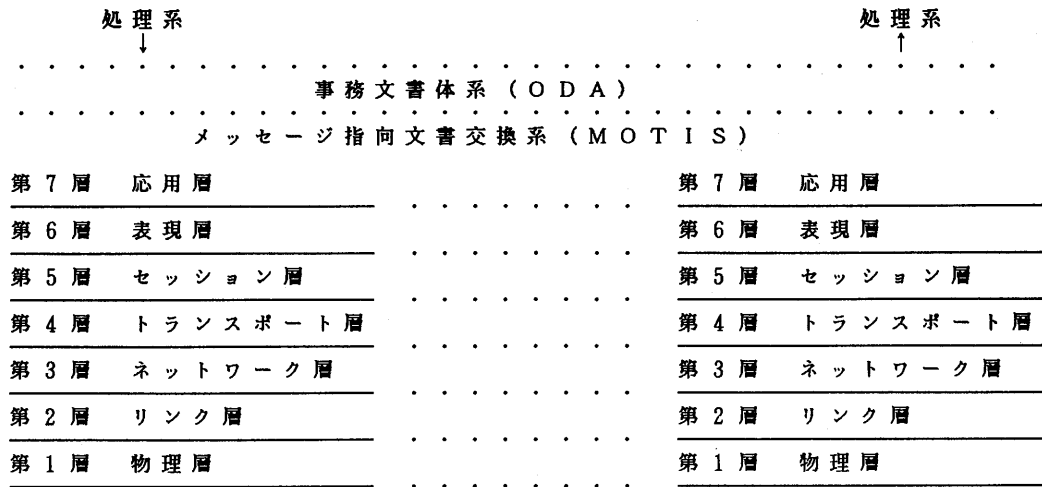 処理系 処理系
↓ ↑
事務文書体系(ODA)
メッセージ指向文書交換系(MOTIS)
第7層 応用層 第7層 応用層
第6層 表現層 第6層 表現層
第5層 セッション層 第5層 セッション層
第4層 トランスポート層 第4層 トランスポート層
第3層 ネットワーク層 第3層 ネットワーク層
第2層 リンク層 第2層 リンク層
第1層 物理層 第1層 物理層